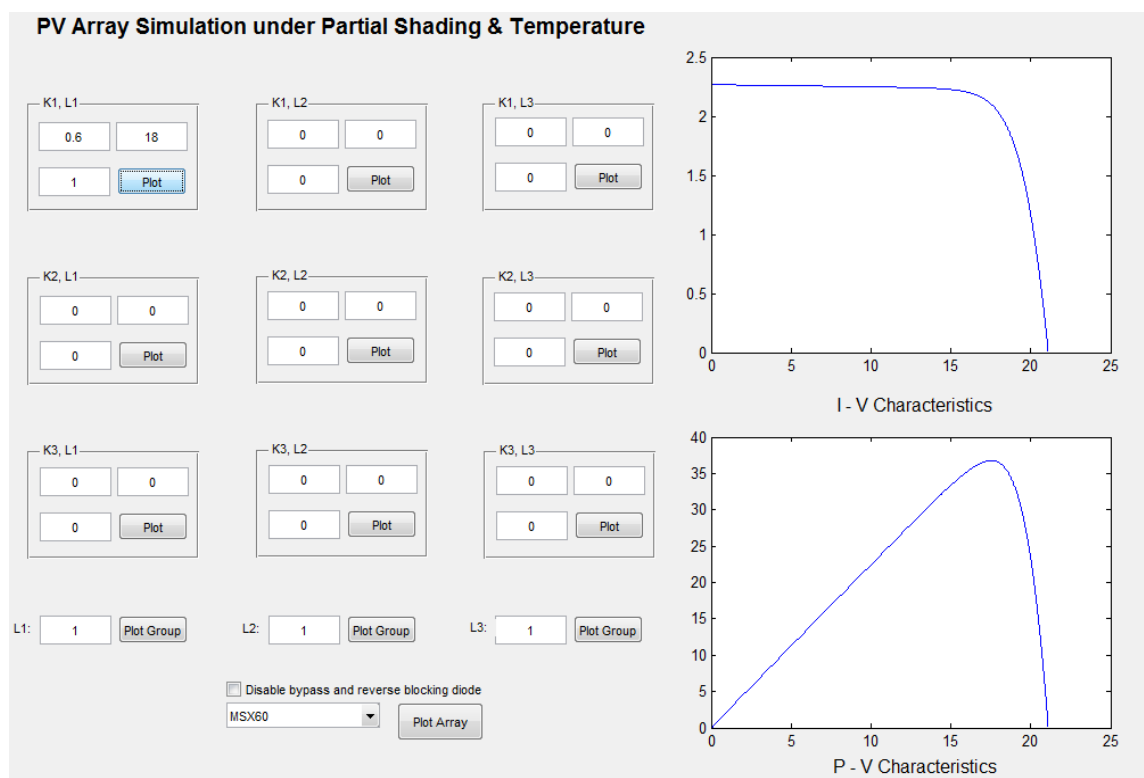 PV Array Simulation under Partial Shading & Temperature
K1, L1
0.6 18
1 Plot
K1, L2
0 0
0 Plot
K1, L3
0 0
0 Plot
K2, L1
0 0
0 Plot
K2, L2
0 0
0 Plot
K2, L3
0 0
0 Plot
K3, L1
0 0
0 Plot
K3, L2
0 0
0 Plot
K3, L3
0 0
0 Plot
L1: 1 Plot Group
L2: 1 Plot Group
L3: 1 Plot Group
Disable bypass and reverse blocking diode
MSX60
Plot Array
2.5
2
1.5
1
0.5
0
0 5 10 15 20 25
I - V Characteristics
40
35
30
25
20
15
10
5
0
0 5 10 15 20 25
P - V Characteristics